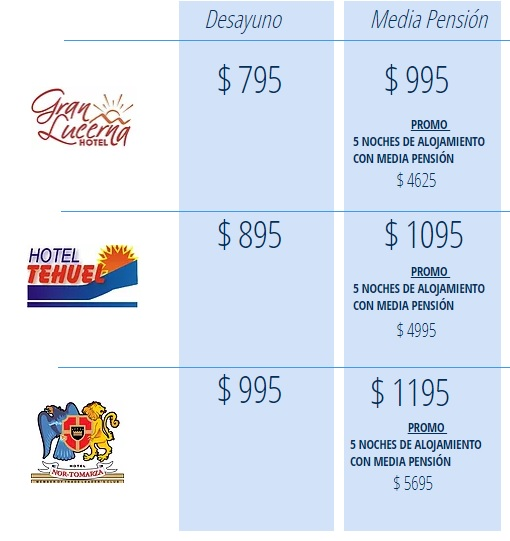 Desayuno Media Pensión
Gran
Lucerna
HOTEL
$ 795 $ 995
PROMO
5 NOCHES DE ALOJAMIENTO
CON MEDIA PENSIÓN
$ 4625
HOTEL
TEHUEL
$ 895 $ 1095
PROMO
5 NOCHES DE ALOJAMIENTO
CON MEDIA PENSIÓN
$ 4995
HOTEL
NOR-TOMARZA
$ 995 $ 1195
PROMO
5 NOCHES DE ALOJAMIENTO
CON MEDIA PENSIÓN
$ 5695